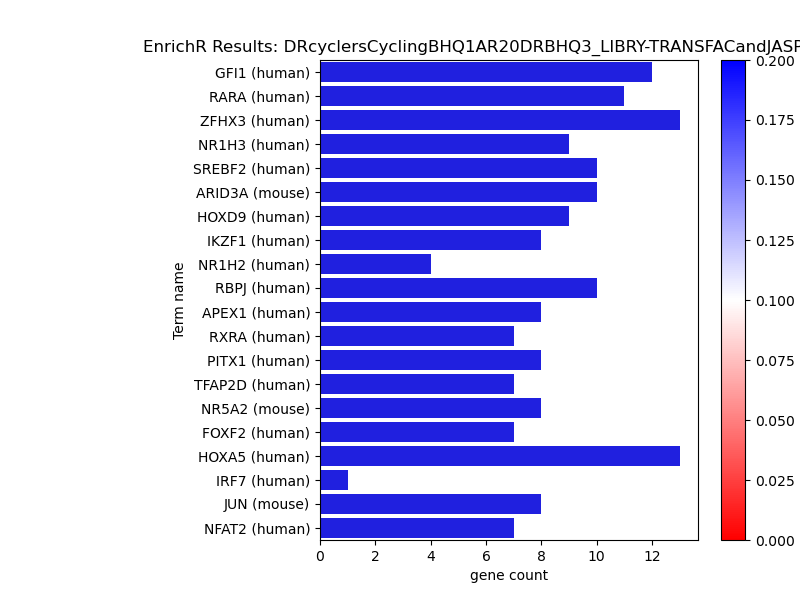 EnrichR Results: DRcyclersCyclingBHQ1AR20DRBHQ3_LIBRY-TRANSFACandJASP
GFI1 (human)
RARA (human)
ZFHX3 (human)
NR1H3 (human)
SREBF2 (human)
ARID3A (mouse)
HOXD9 (human)
IKZF1 (human)
NR1H2 (human)
RBPJ (human)
APEX1 (human)
RXRA (human)
PITX1 (human)
TFAP2D (human)
NR5A2 (mouse)
FOXF2 (human)
HOXA5 (human)
IRF7 (human)
JUN (mouse)
NFAT2 (human)
Term name
0 2 4 6 8 10 12
gene count
0.200
0.175
0.150
0.125
0.100
0.075
0.050
0.025
0.000